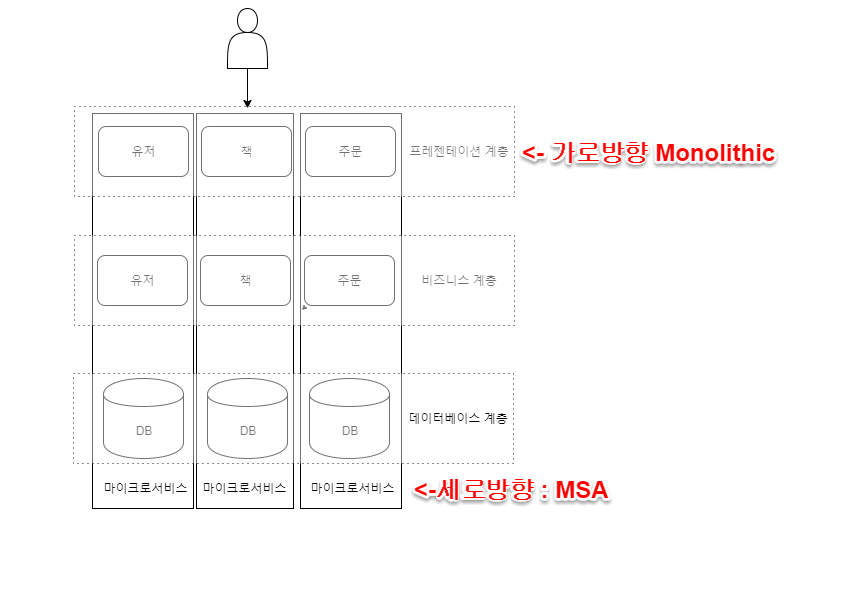 유저
책
주문
프레젠테이션 계층
<- 가로방향 Monolithic
유저
책
주문
비즈니스 계층
DB
DB
DB
데이터베이스 계층
마이크로서비스
마이크로서비스
마이크로서비스
<-세로방향 : MSA